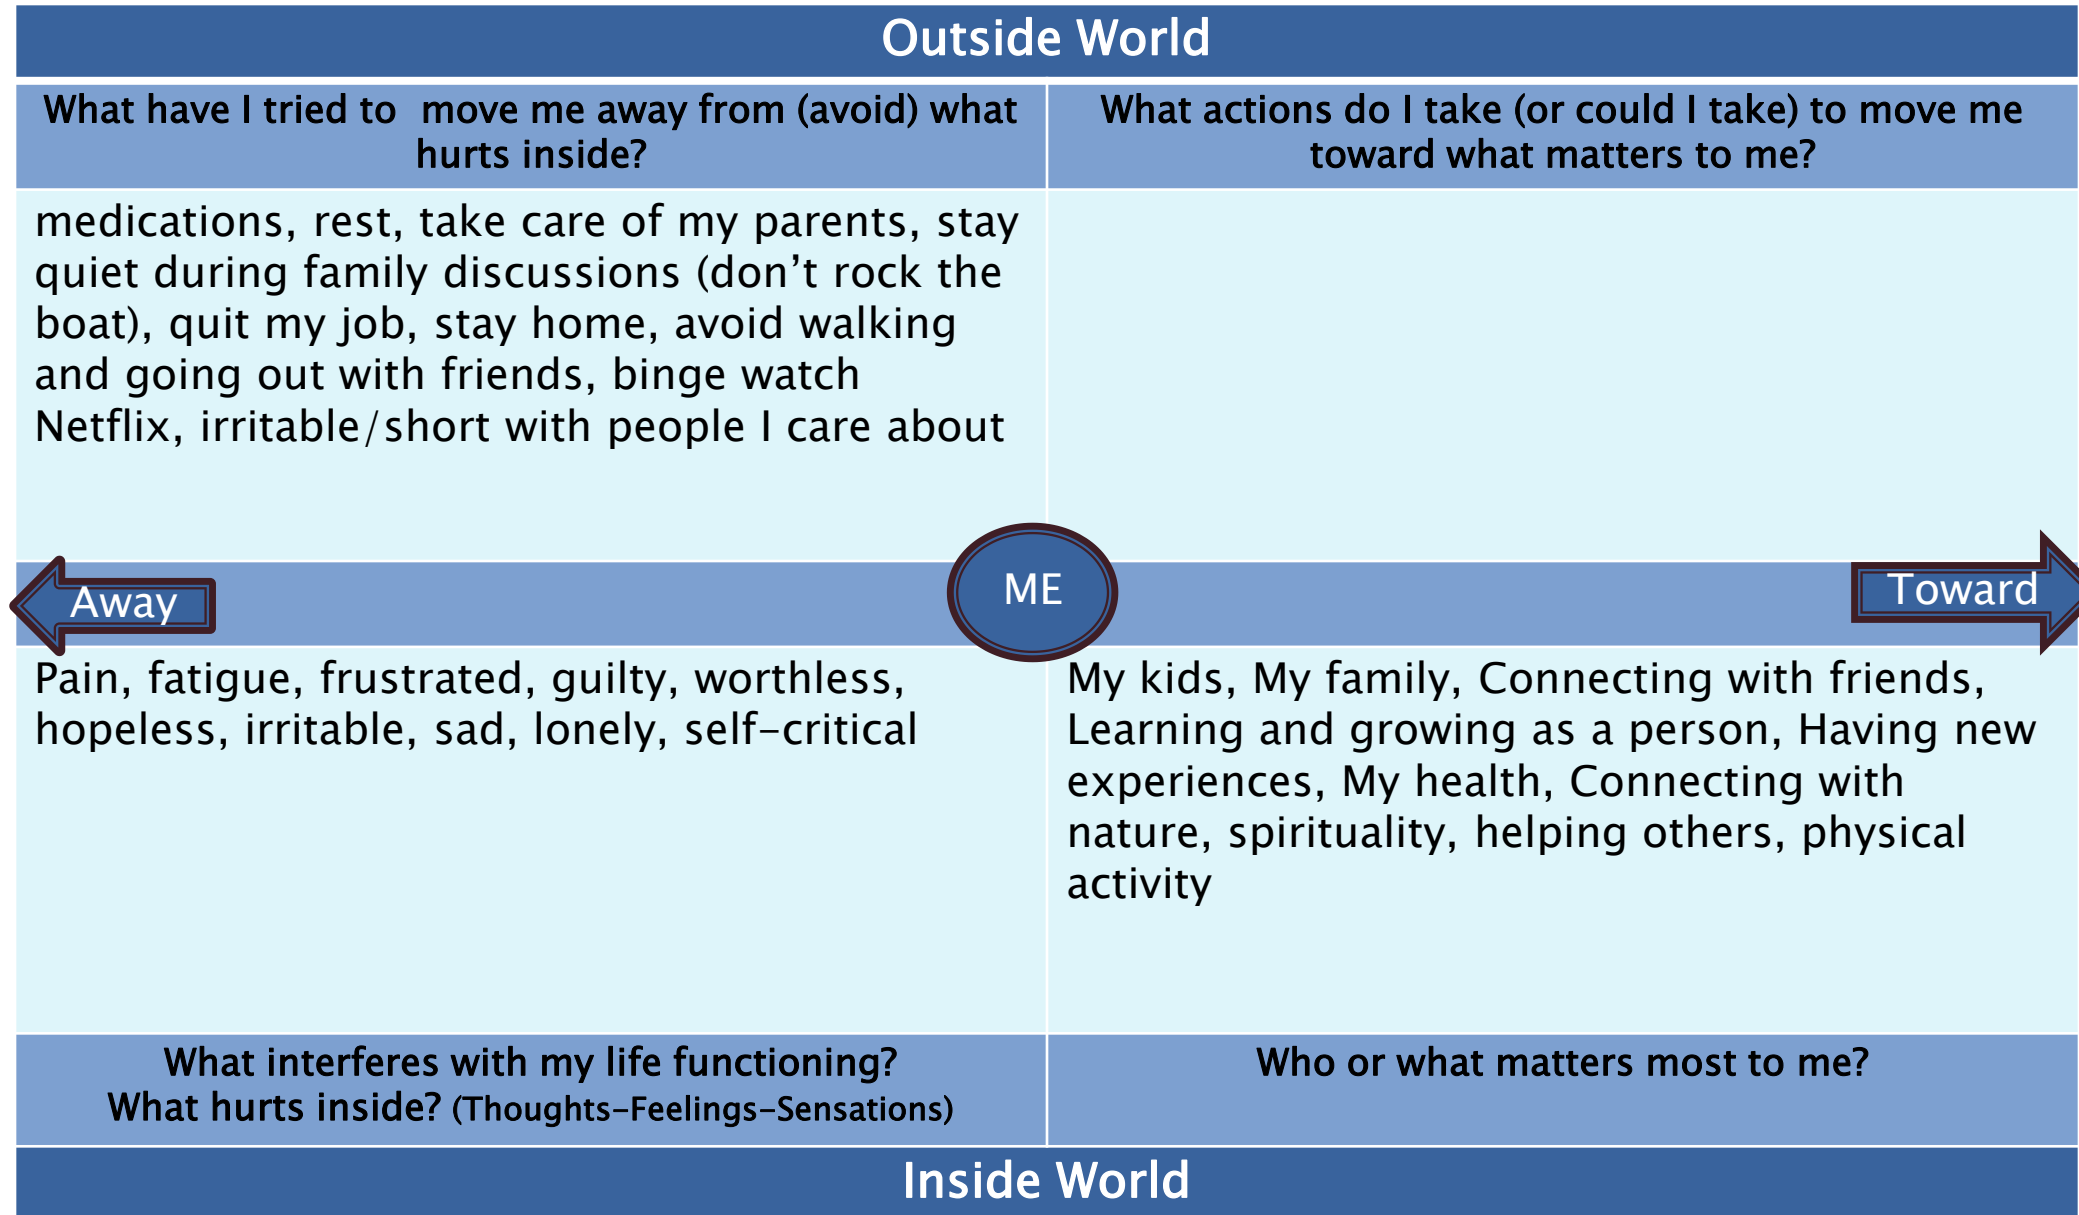 Outside World
What have I tried to  move me away from (avoid) what
hurts inside?
What actions do I take (or could I take) to move me
toward what matters to me?
medications, rest, take care of my parents, stay
quiet during family discussions (don’t rock the
boat), quit my job, stay home, avoid walking
and going out with friends, binge watch
Netflix, irritable/short with people I care about
Away
ME
Toward
Pain, fatigue, frustrated, guilty, worthless,
hopeless, irritable, sad, lonely, self-critical
My kids, My family, Connecting with friends,
Learning and growing as a person, Having new
experiences, My health, Connecting with
nature, spirituality, helping others, physical
activity
What interferes with my life functioning?
What hurts inside? (Thoughts-Feelings-Sensations)
Who or what matters most to me?
Inside World